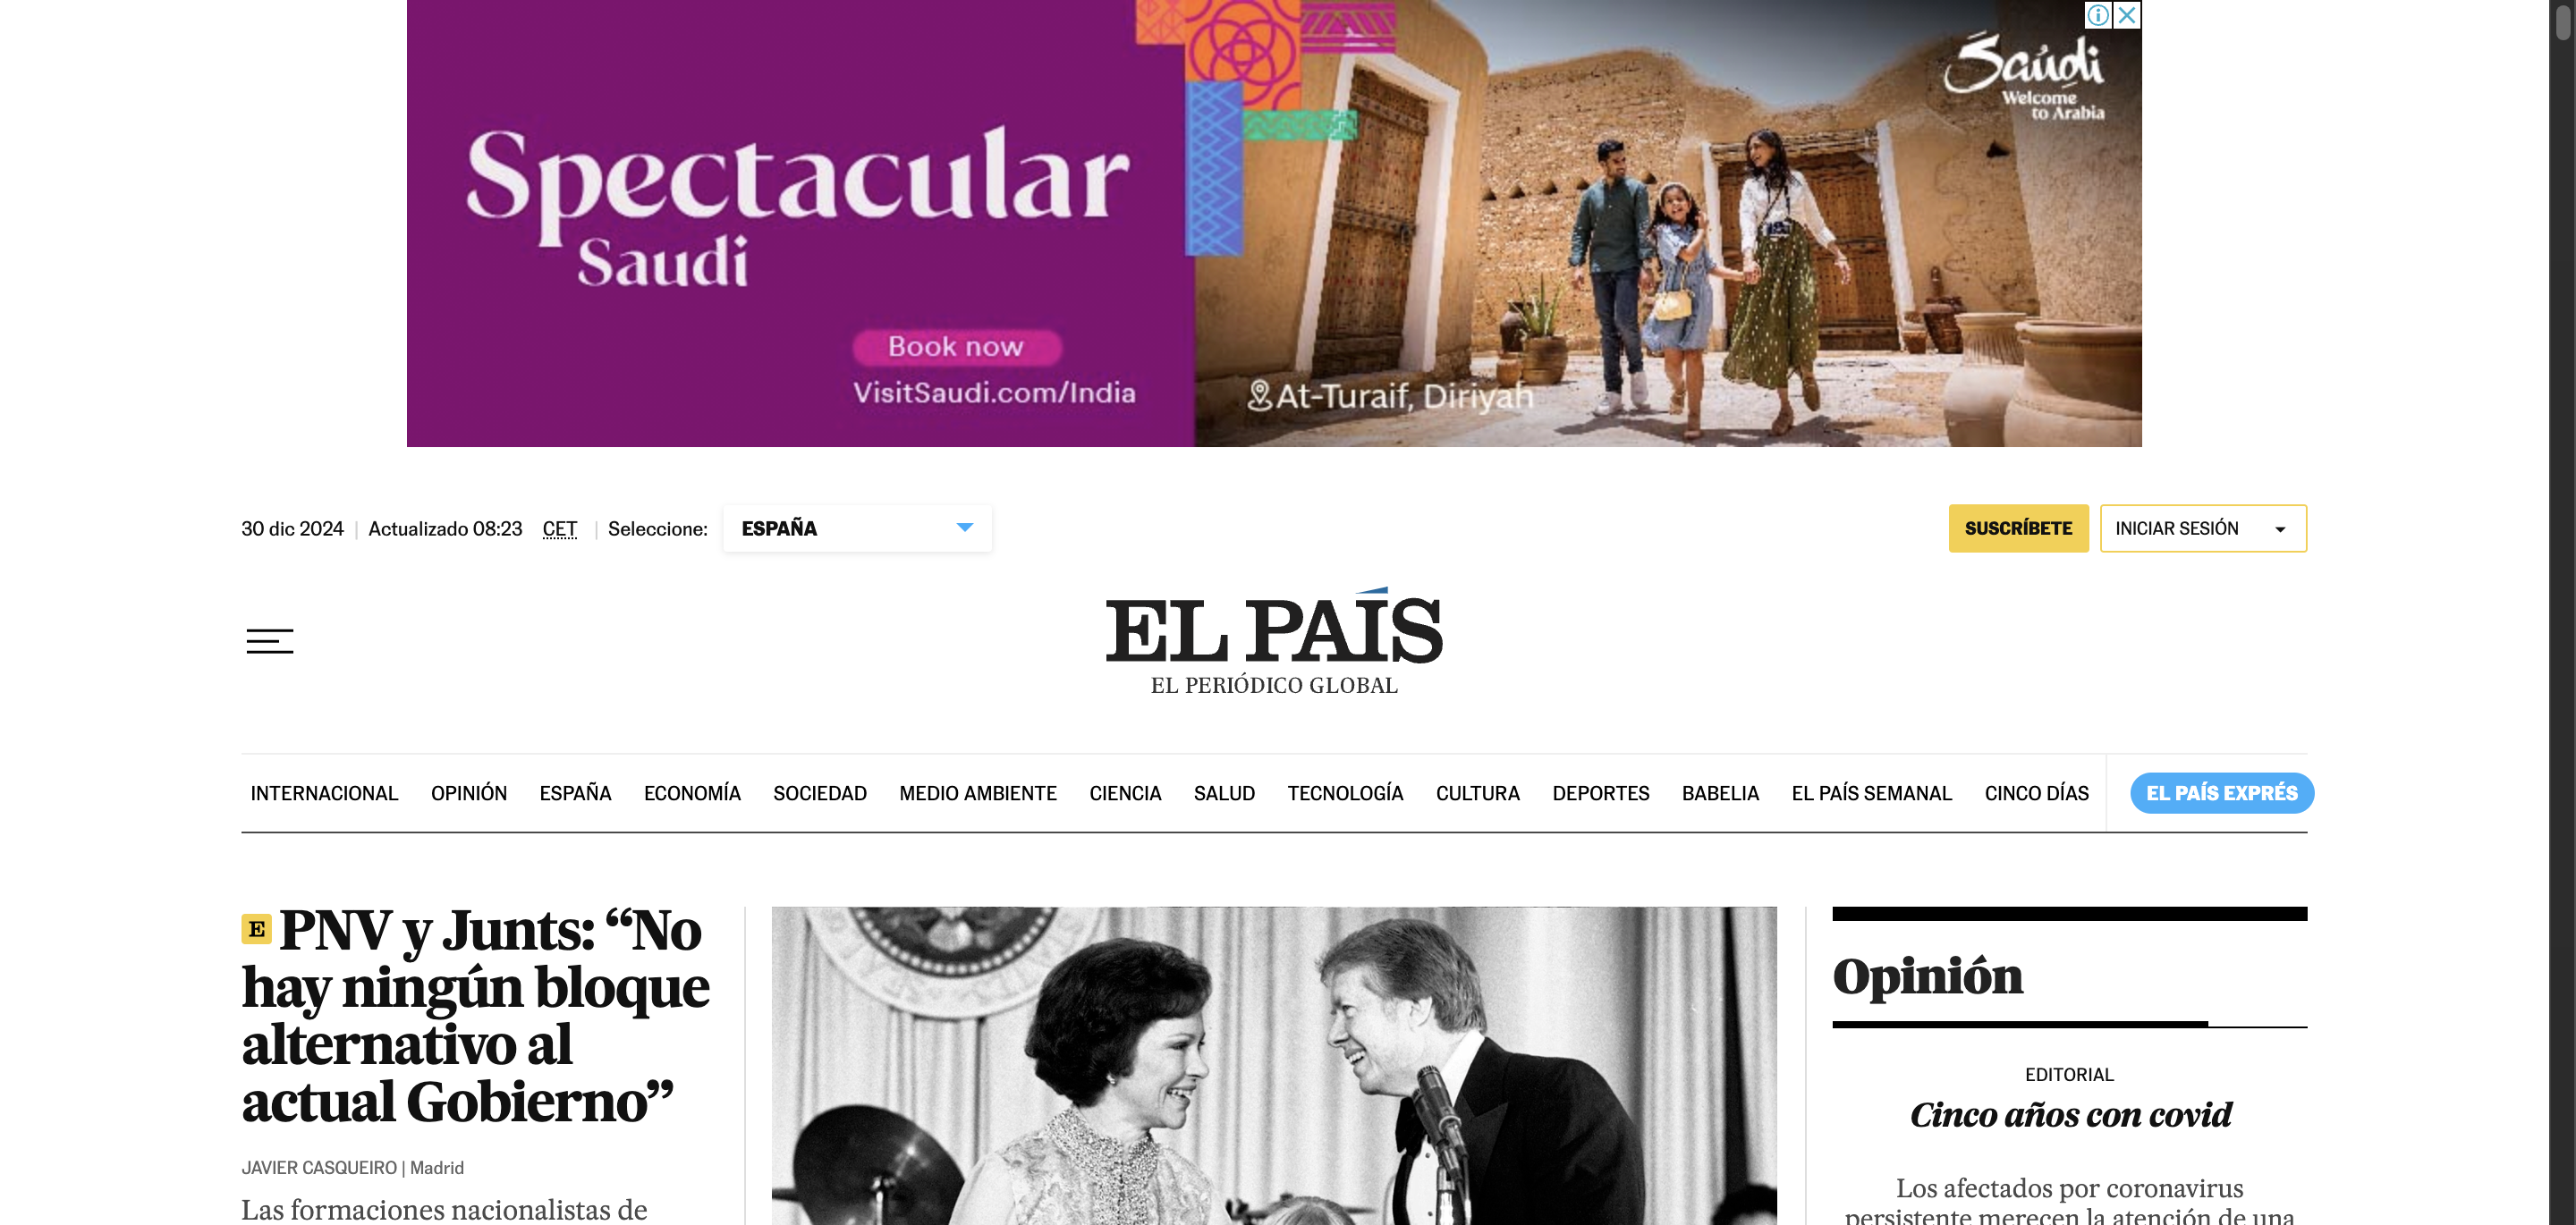 Spectacular
Saudi
Book now
VisitSaudi.com/India
At-Turaif, Diriyah
Saudi
Welcome
to Arabia
30 dic 2024 | Actualizado 08:23 CET | Seleccione: ESPAÑA
SUSCRÍBETE INICIAR SESIÓN
EL PAÍS
EL PERIÓDICO GLOBAL
INTERNACIONAL OPINIÓN ESPAÑA ECONOMÍA SOCIEDAD MEDIO AMBIENTE CIENCIA SALUD TECNOLOGÍA CULTURA DEPORTES BABELIA EL PAÍS SEMANAL CINCO DÍAS EL PAÍS EXPRÉS
E PNV y Junts: “No
hay ningún bloque
alternativo al
actual Gobierno”
JAVIER CASQUEIRO | Madrid
Las formaciones nacionalistas de
Opinión
EDITORIAL
Cinco años con covid
Los afectados por coronavirus
persistente merecen la atención de una